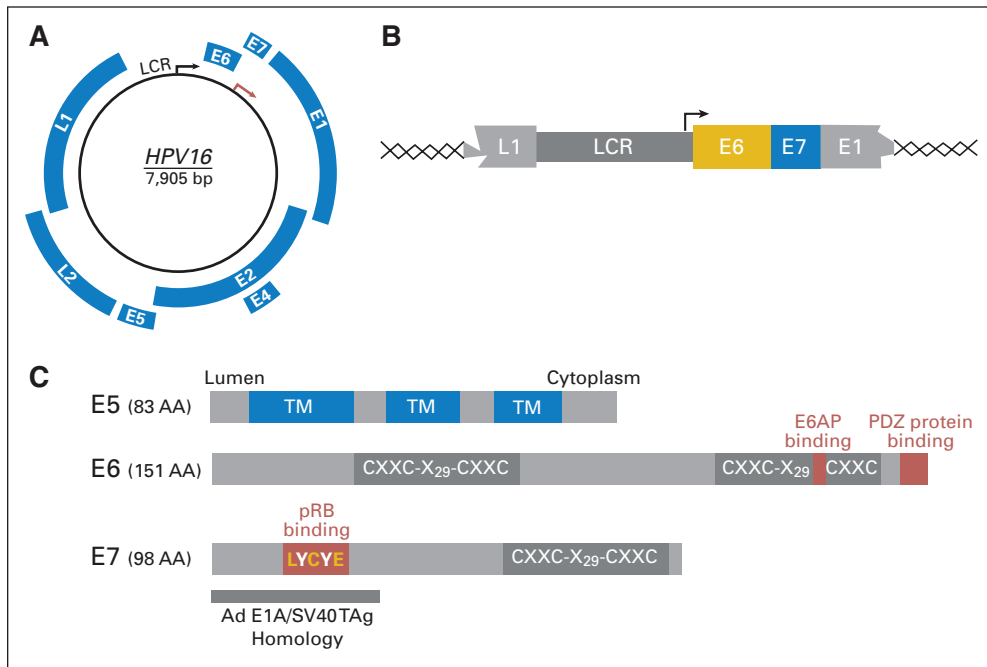 A
LCR
E6
E7
E1
L1
HPV16
7,905 bp
E2
E4
E5
L2
B
L1
LCR
E6
E7
E1
C
Lumen
Cytoplasm
E5 (83 AA)
TM
TM
TM
E6AP
binding
PDZ protein
binding
E6 (151 AA)
CXXC-X29-CXXC
CXXC-X29
CXXC
pRB
binding
E7 (98 AA)
LYCYE
CXXC-X29-CXXC
Ad E1A/SV40 TAg
Homology